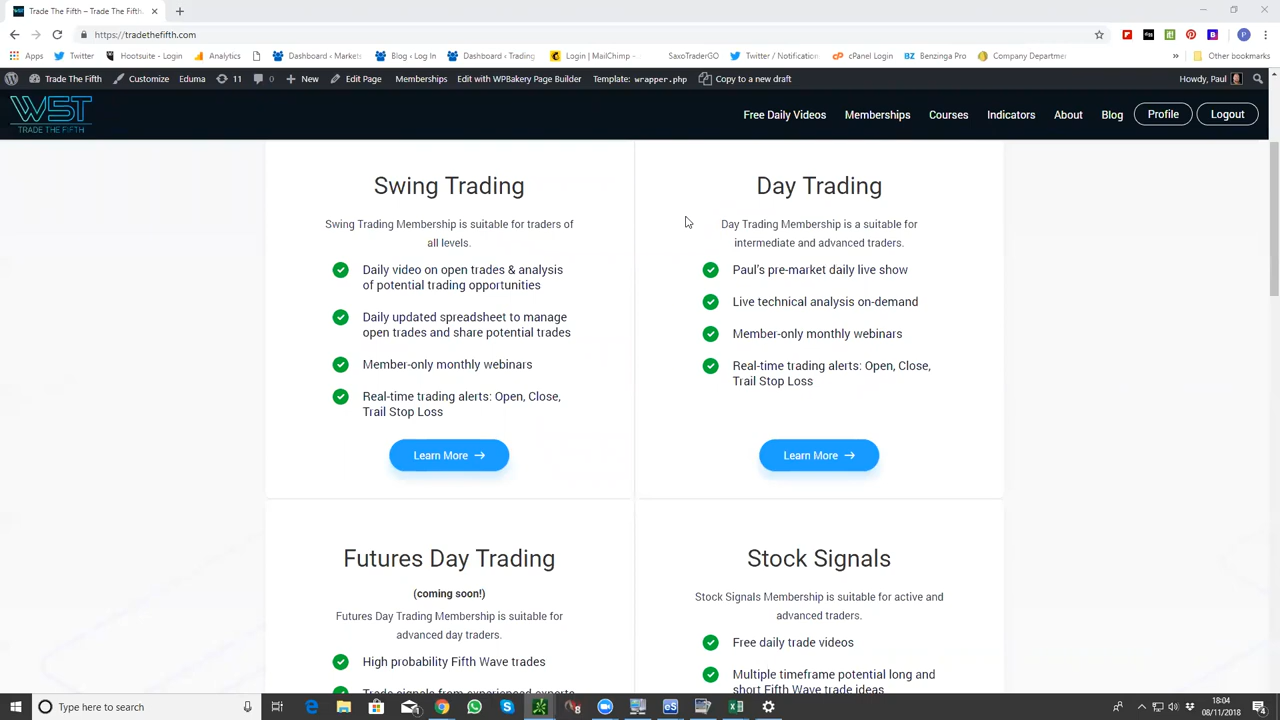 Trade The Fifth – Trade The Fifth
https://tradethefifth.com
Apps
Twitter
Hootsuite - Login
Analytics
Dashboard ‹ Markets
Blog ‹ Log In
Dashboard ‹ Trading
Login | MailChimp –
SaxoTraderGO
Twitter / Notification
cPanel Login
Benzinga Pro
Company Departme
»
Other bookmarks
Trade The Fifth
Customize
Eduma
11
0
New
Edit Page
Memberships
Edit with WPBakery Page Builder
Template: wrapper.php
Copy to a new draft
Howdy, Paul
WST
TRADE THE FIFTH
Free Daily Videos
Memberships
Courses
Indicators
About
Blog
Profile
Logout
Swing Trading
Swing Trading Membership is suitable for traders of
all levels.
Daily video on open trades & analysis
of potential trading opportunities
Daily updated spreadsheet to manage
open trades and share potential trades
Member-only monthly webinars
Real-time trading alerts: Open, Close,
Trail Stop Loss
Learn More →
Day Trading
Day Trading Membership is a suitable for
intermediate and advanced traders.
Paul's pre-market daily live show
Live technical analysis on-demand
Member-only monthly webinars
Real-time trading alerts: Open, Close,
Trail Stop Loss
Learn More →
Futures Day Trading
(coming soon!)
Futures Day Trading Membership is suitable for
advanced day traders.
High probability Fifth Wave trades
Trade signals from experienced experts
Stock Signals
Stock Signals Membership is suitable for active and
advanced traders.
Free daily trade videos
Multiple timeframe potential long and
short Fifth Wave trade ideas
Type here to search
18:04
08/11/2018